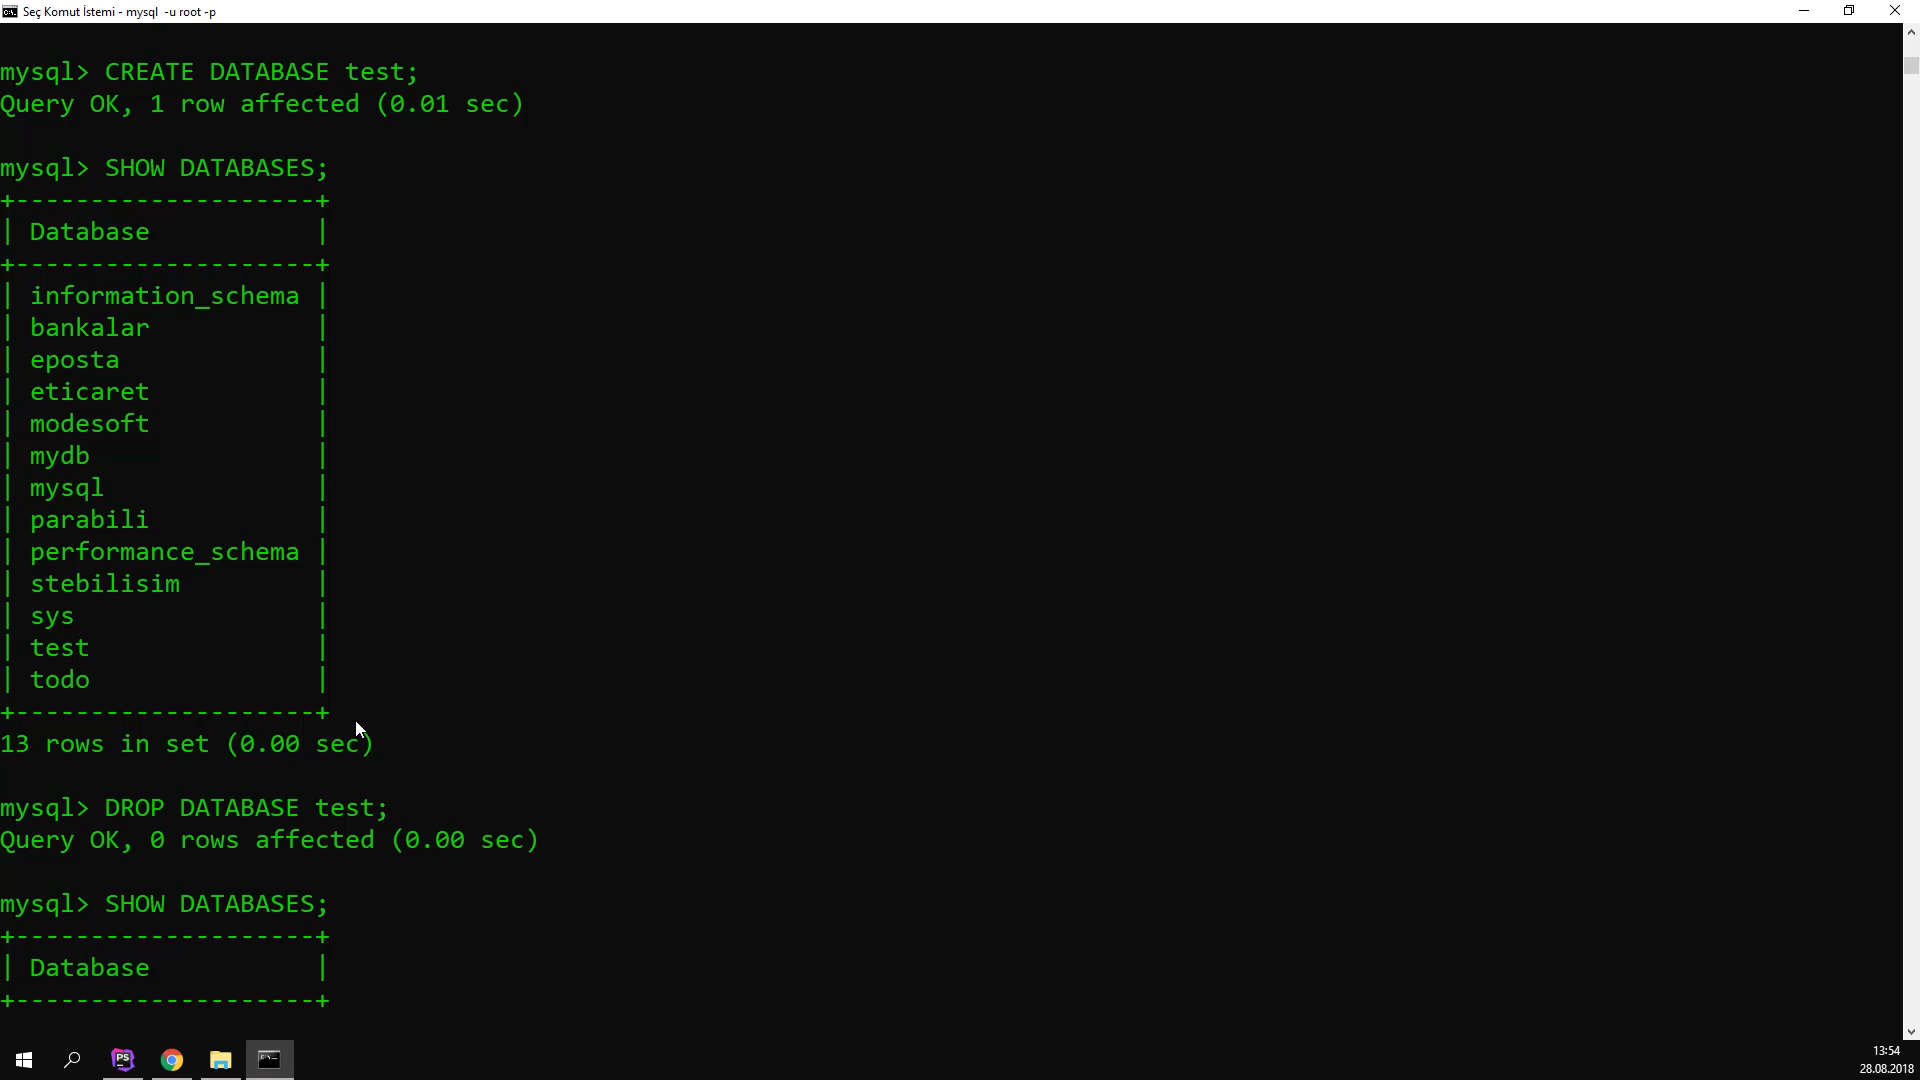 Seç Komut İstemi - mysql  -u root -p
mysql> CREATE DATABASE test;
Query OK, 1 row affected (0.01 sec)
mysql> SHOW DATABASES;
+--------------------+
| Database           |
+--------------------+
| information_schema |
| bankalar           |
| eposta             |
| eticaret           |
| modesoft           |
| mydb               |
| mysql              |
| parabili           |
| performance_schema |
| stebilisim         |
| sys                |
| test               |
| todo               |
+--------------------+
13 rows in set (0.00 sec)
mysql> DROP DATABASE test;
Query OK, 0 rows affected (0.00 sec)
mysql> SHOW DATABASES;
+--------------------+
| Database           |
+--------------------+
PS
13:54
28.08.2018